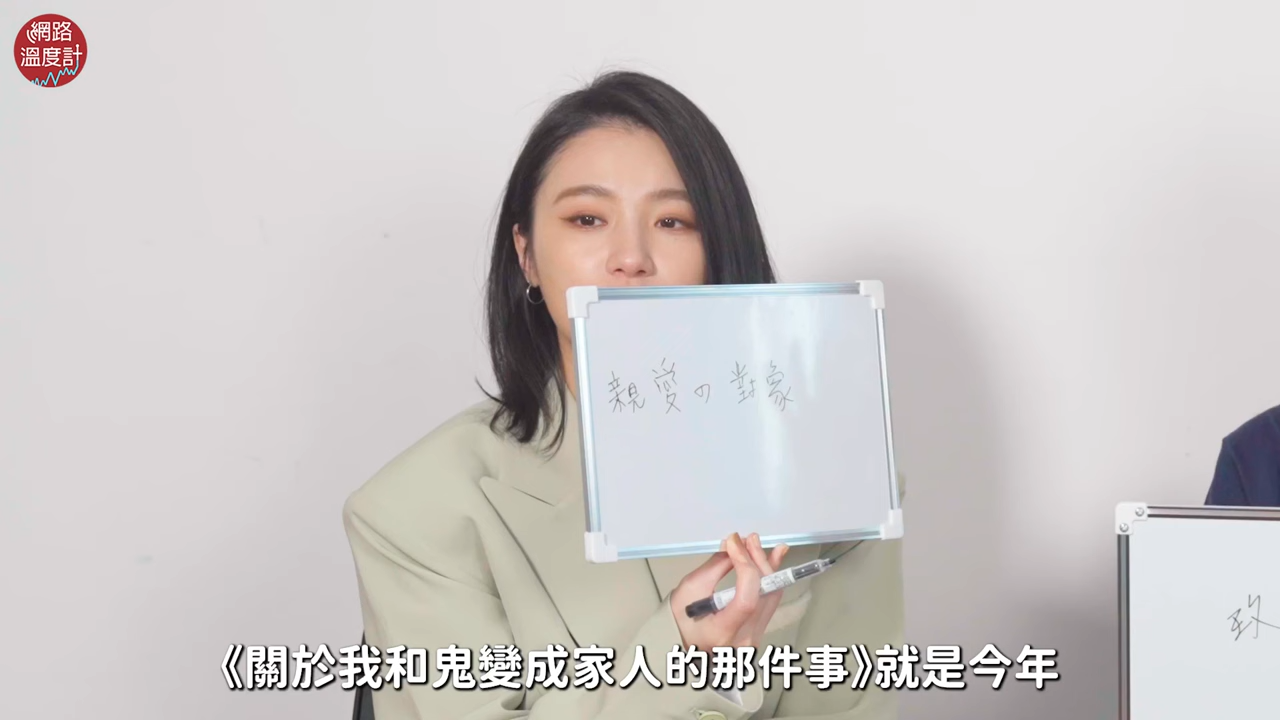 網路
溫度計
親愛の對象
致
《關於我和鬼變成家人的那件事》就是今年